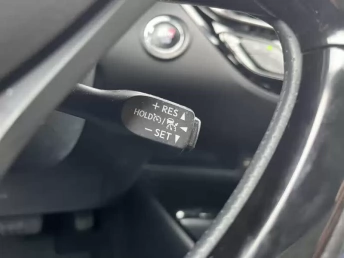 + RES ▲
HOLD(S)/
− SET ▼